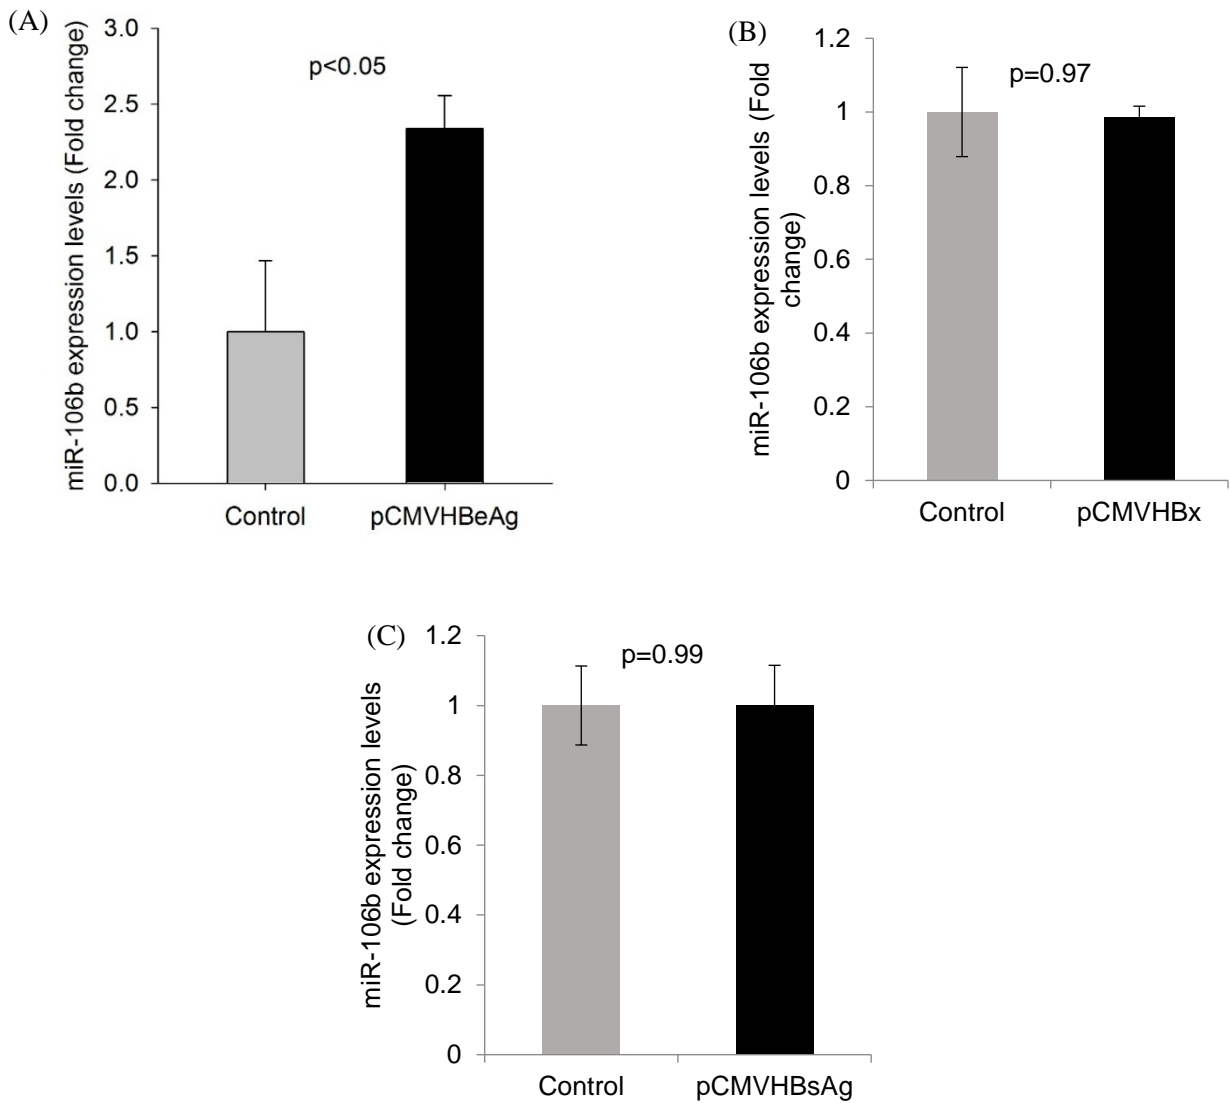 (A)
miR-106b expression levels (Fold change)
3.0
2.5
2.0
1.5
1.0
0.5
0.0
p<0.05
Control
pCMVHBeAg
(B)
miR-106b expression levels (Fold
change)
1.2
1
0.8
0.6
0.4
0.2
0
p=0.97
Control
pCMVHBx
(C)
miR-106b expression levels
(Fold change)
1.2
1
0.8
0.6
0.4
0.2
0
p=0.99
Control
pCMVHBsAg